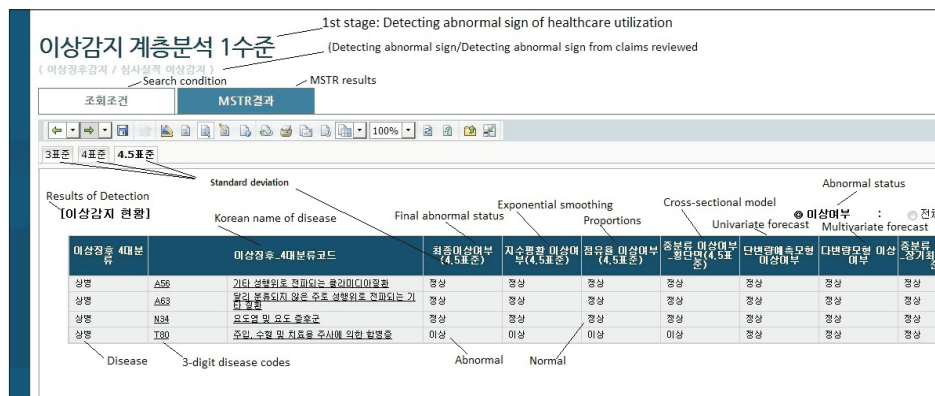 1st stage: Detecting abnormal sign of healthcare utilization
이상감지 계층분석 1수준
(Detecting abnormal sign/Detecting abnormal sign from claims reviewed
( 이상징후감지 / 심사실적 이상감지 )
Search condition
MSTR results
조회조건
MSTR결과
100%
3표준 4표준 4.5표준
Standard deviation
Abnormal status
Results of Detection
Exponential smoothing
Cross-sectional model
[이상감지 현황]
Korean name of disease
Final abnormal status
Proportions
이상여부 : 전체
Univariate forecast
Multivariate forecast
이상징후 4대분류 이상징후_4대분류코드 최종이상여부(4.5표준) 지수평활 이상여부(4.5표준) 점유율 이상여부(4.5표준) 중분류 이상여부-횡단면(4.5표준) 단변량예측모형 이상여부 다변량모형 이상여부 중분류
상병 A56 기타 성행위로 전파되는 클라미디아질환 정상 정상 정상 정상 정상 정상 정상
상병 A63 달리 분류되지 않은 주로 성행위로 전파되는 기타 질환 정상 정상 정상 정상 정상 정상 정상
상병 N34 요도염 및 요도 증후군 정상 정상 정상 정상 정상 정상 정상
상병 T80 주입, 수혈 및 치료용 주사에 의한 합병증 이상 이상 이상 이상 정상 정상 정상
Disease
3-digit disease codes
Abnormal
Normal